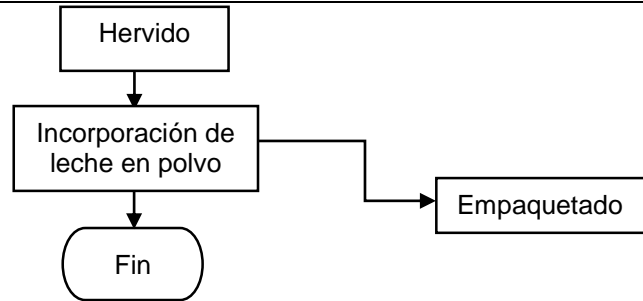 Hervido
Incorporación de
leche en polvo
Empaquetado
Fin